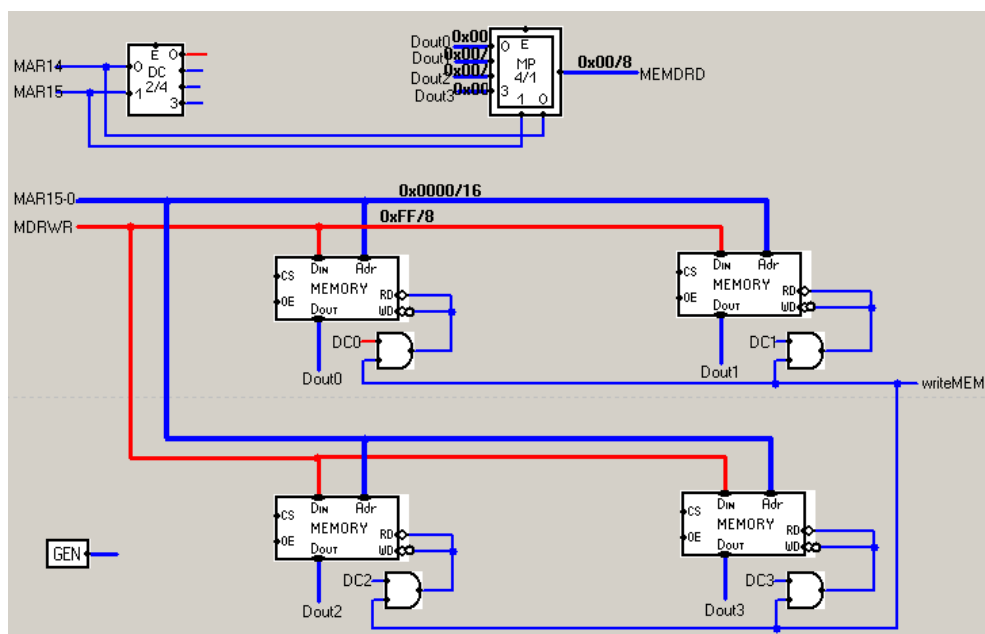 MAR14
MAR15
E 0
0 DC
1 2/4
3
Dout0 0x00
Dout1 0x00/
Dout2 0x00/
Dout3 0x00
0 E
MP
4/1
3
1 0
0x00/8
MEMDRD
MAR15-0
0x0000/16
MDRWR
0xFF/8
CS DIN Adr
MEMORY
OE DOUT RD
WD
DC0
Dout0
CS DIN Adr
MEMORY
OE DOUT RD
WD
DC1
Dout1
writeMEM
CS DIN Adr
MEMORY
OE DOUT RD
WD
DC2
Dout2
CS DIN Adr
MEMORY
OE DOUT RD
WD
DC3
Dout3
GEN